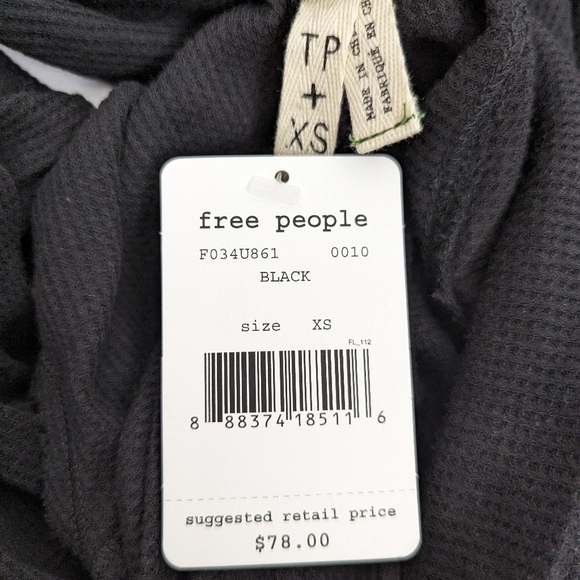 TP
+
XS
MADE IN CH
FABRIQUÉ EN CH
free people
F034U861 0010
BLACK
size XS
FL_112
8 88374 18511 6
suggested retail price
$78.00